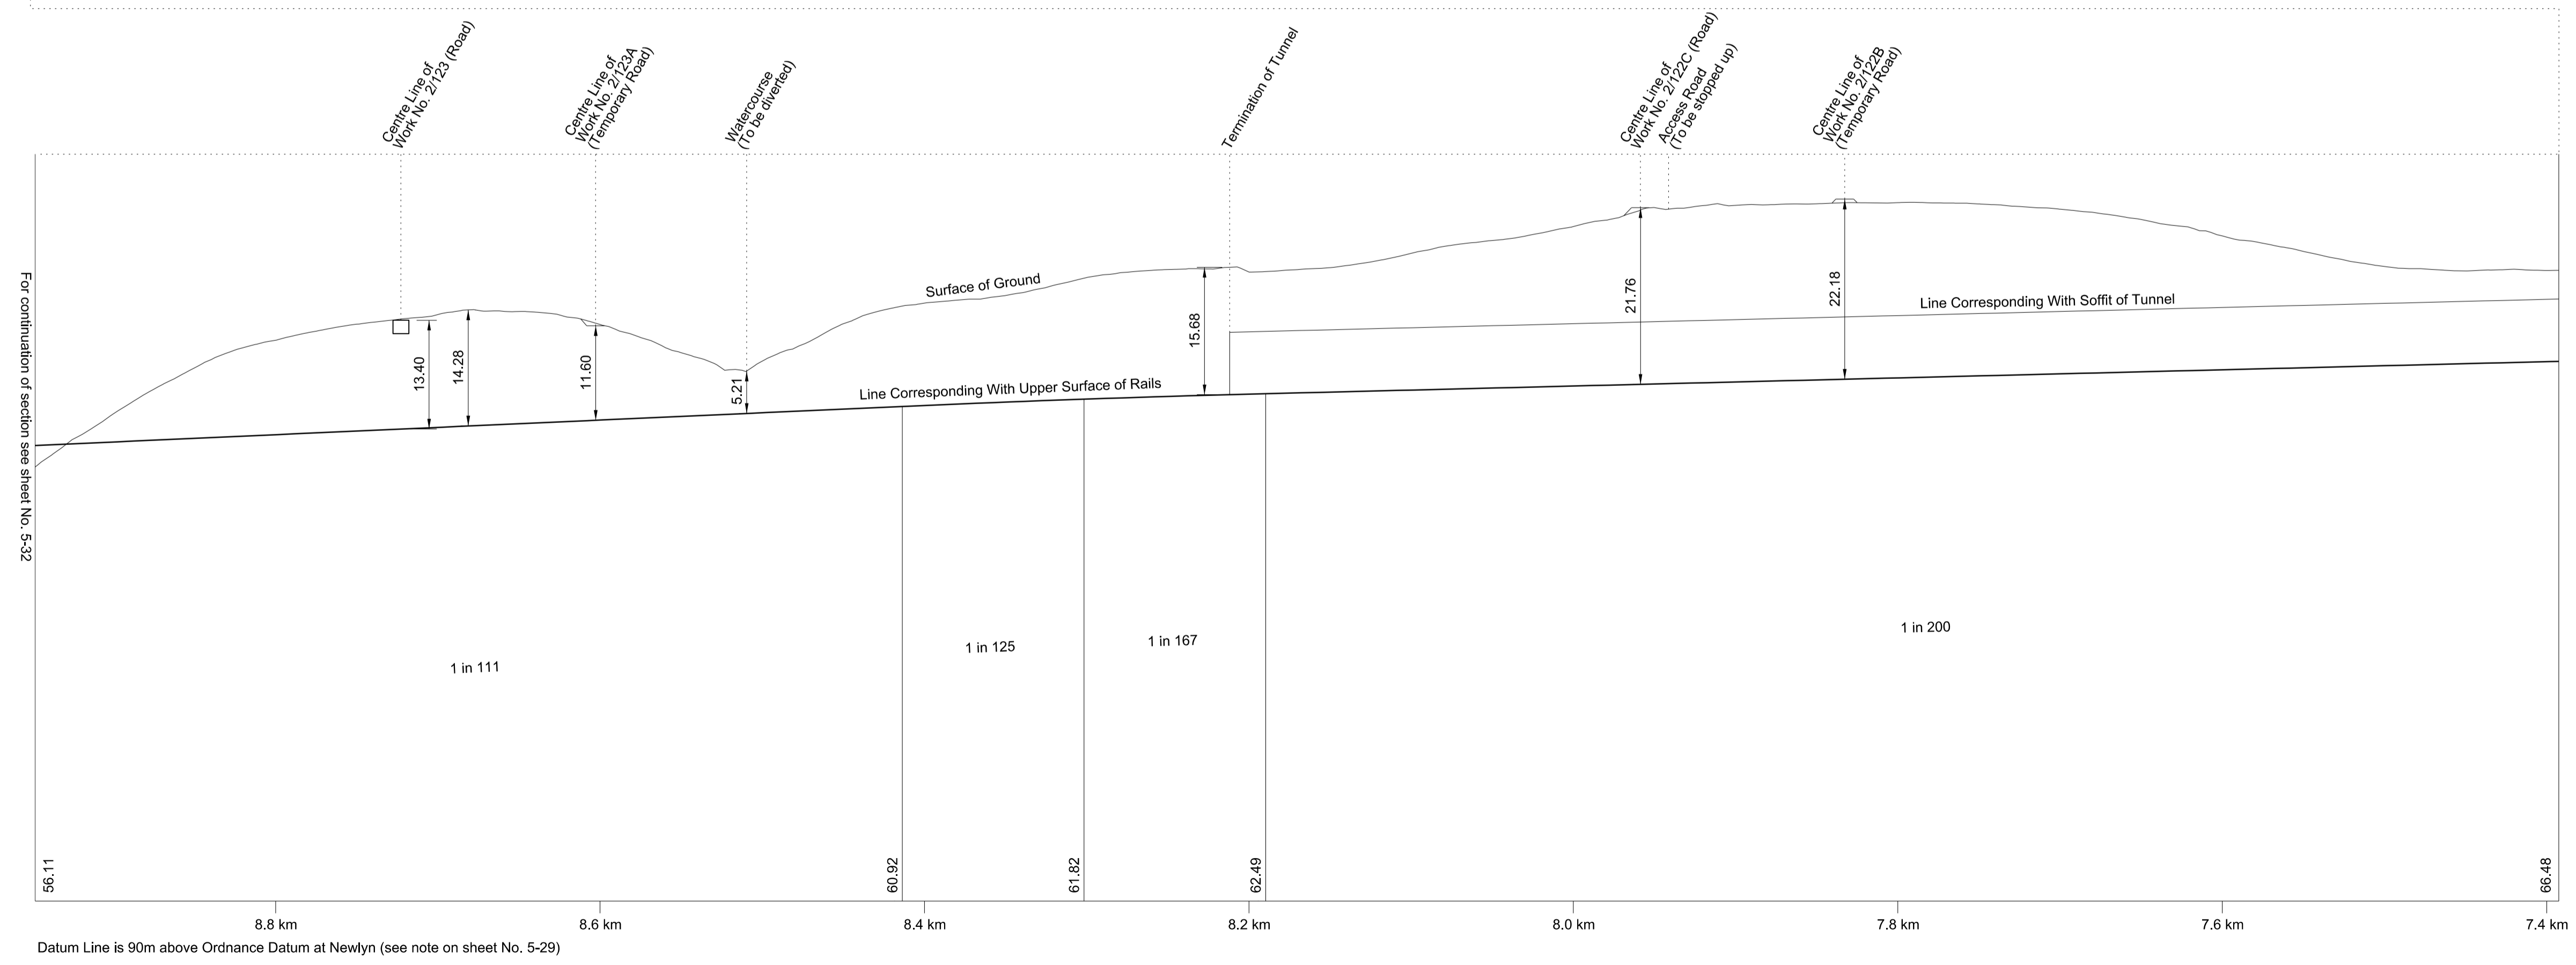 Centre Line of
Work No. 2/123 (Road)
Centre Line of
Work No. 2/123A
(Temporary Road)
Watercourse
(To be diverted)
Termination of Tunnel
Centre Line of
Work No. 2/122C (Road)
Access Road
(To be stopped up)
Centre Line of
Work No. 2/122B
(Temporary Road)
For continuation of section see sheet No. 5-32
Surface of Ground
Line Corresponding With Soffit of Tunnel
Line Corresponding With Upper Surface of Rails
13.40
14.28
11.60
5.21
15.68
21.76
22.18
1 in 111
1 in 125
1 in 167
1 in 200
56.11
60.92
61.82
62.49
66.48
8.8 km
8.6 km
8.4 km
8.2 km
8.0 km
7.8 km
7.6 km
7.4 km
Datum Line is 90m above Ordnance Datum at Newlyn (see note on sheet No. 5-29)